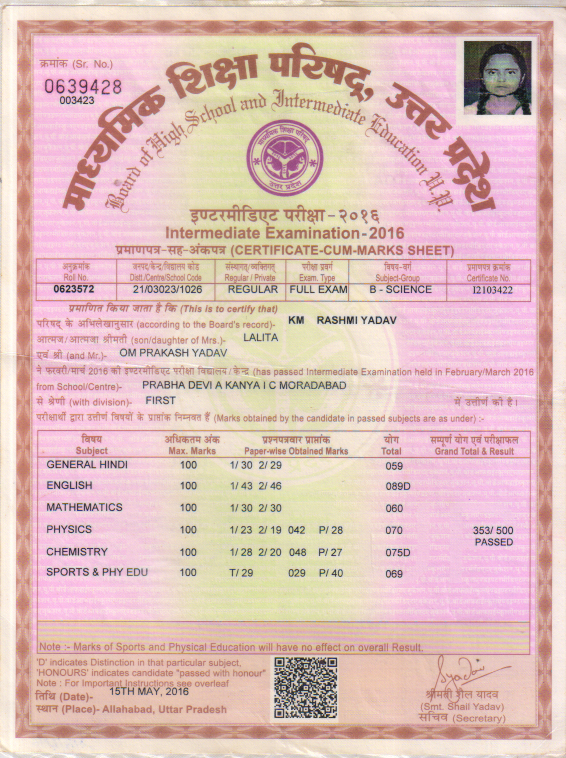 क्रमांक (Sr. No.)
0639428
003423
माध्यमिक शिक्षा परिषद्, उत्तर प्रदेश
Board of High School and Intermediate Education U.P.
माध्यमिक शिक्षा परिषद
उत्तर प्रदेश
इण्टरमीडिएट परीक्षा-२०१६
Intermediate Examination-2016
प्रमाणपत्र-सह-अंकपत्र (CERTIFICATE-CUM-MARKS SHEET)
अनुक्रमांक जनपद/केन्द्र/विद्यालय कोड संस्थागत/व्यक्तिगत परीक्षा प्रवर्ग विषय-वर्ग प्रमाणपत्र क्रमांक
Roll No. Dist./Centre/School Code Regular / Private Exam. Type Subject-Group Certificate No.
0623572 21/03023/1026 REGULAR FULL EXAM B - SCIENCE I2103422
प्रमाणित किया जाता है कि (This is to certify that)
परिषद् के अभिलेखानुसार (according to the Board's record)- KM RASHMI YADAV
आत्मज/आत्मजा श्रीमती (son/daughter of Mrs.)- LALITA
एवं श्री (and Mr.)- OM PRAKASH YADAV
ने फरवरी/मार्च 2016 की इण्टरमीडिएट परीक्षा विद्यालय/केन्द्र (has passed Intermediate Examination held in February/March 2016
from School/Centre)- PRABHA DEVI A KANYA I C MORADABAD
से श्रेणी (with division)- FIRST में उत्तीर्ण की है।
परीक्षार्थी द्वारा उत्तीर्ण विषयों के प्राप्तांक निम्नवत हैं (Marks obtained by the candidate in passed subjects are as under) :-
विषय अधिकतम अंक प्रश्नपत्रवार प्राप्तांक योग सम्पूर्ण योग एवं परीक्षाफल
Subject Max. Marks Paper-wise Obtained Marks Total Grand Total & Result
GENERAL HINDI 100 1/ 30 2/ 29 059
ENGLISH 100 1/ 43 2/ 46 089D
MATHEMATICS 100 1/ 30 2/ 30 060
PHYSICS 100 1/ 23 2/ 19 042 P/ 28 070 353/ 500
PASSED
CHEMISTRY 100 1/ 28 2/ 20 048 P/ 27 075D
SPORTS & PHY EDU 100 T/ 29 029 P/ 40 069
Note :- Marks of Sports and Physical Education will have no effect on overall Result.
'D' indicates Distinction in that particular subject,
'HONOURS' indicates candidate "passed with honour"
Note : For Important Instructions see overleaf
तिथि (Date)- 15TH MAY, 2016
स्थान (Place)- Allahabad, Uttar Pradesh
श्रीमती शैल यादव
(Smt. Shail Yadav)
सचिव (Secretary)